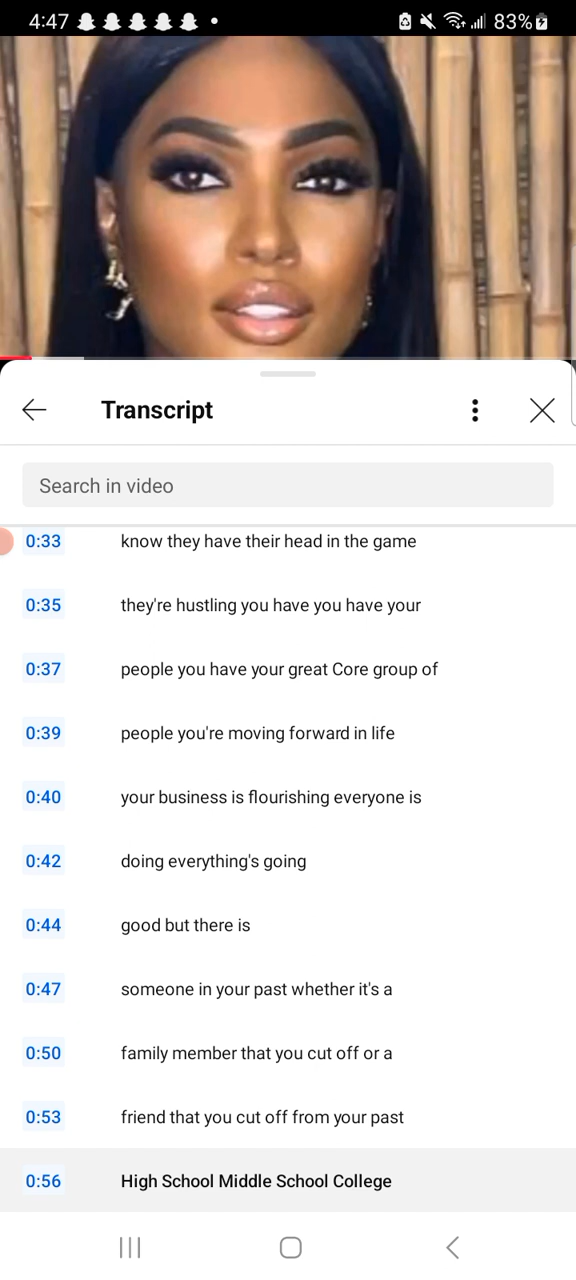 4:47
83%
Transcript
Search in video
0:33 know they have their head in the game
0:35 they're hustling you have you have your
0:37 people you have your great Core group of
0:39 people you're moving forward in life
0:40 your business is flourishing everyone is
0:42 doing everything's going
0:44 good but there is
0:47 someone in your past whether it's a
0:50 family member that you cut off or a
0:53 friend that you cut off from your past
0:56 High School Middle School College